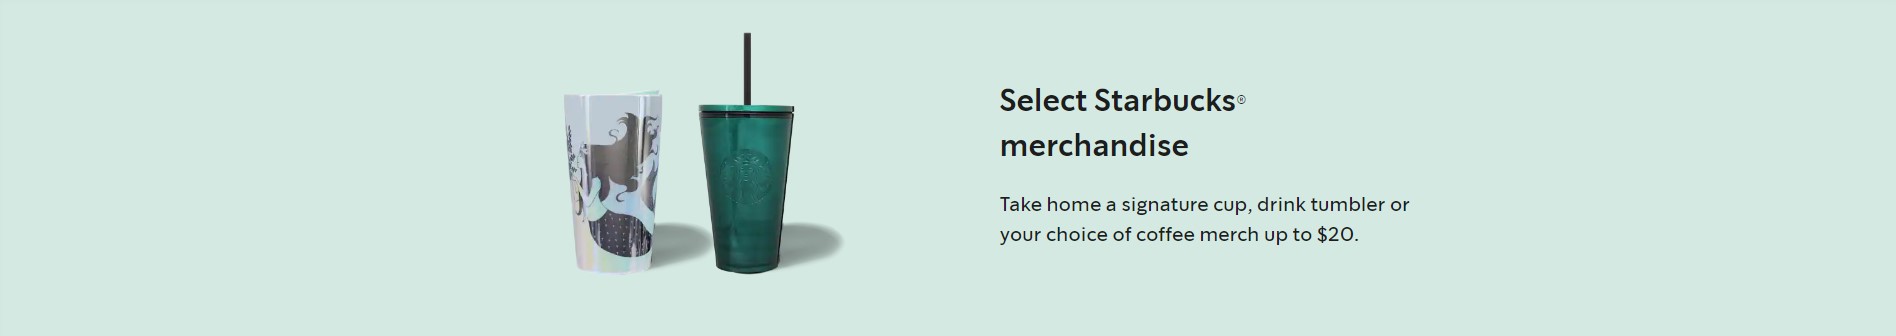 Select Starbucks®
merchandise
Take home a signature cup, drink tumbler or
your choice of coffee merch up to $20.